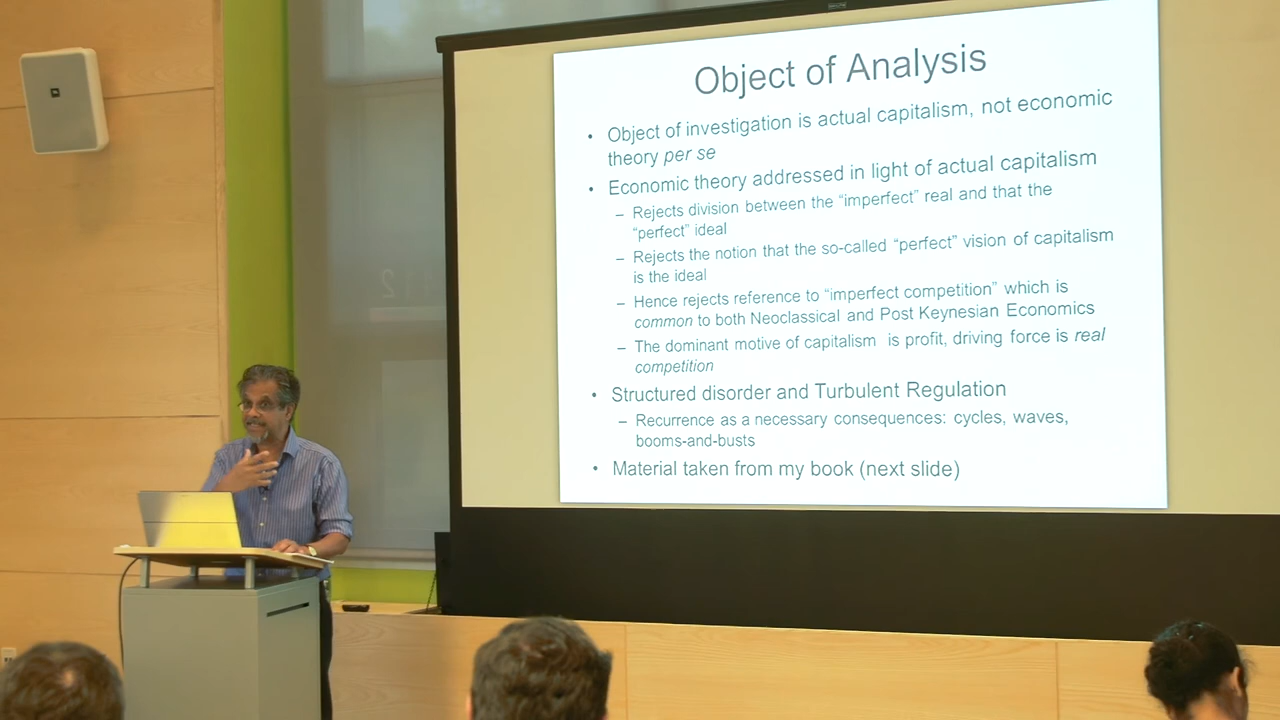 Object of Analysis
• Object of investigation is actual capitalism, not economic
theory per se
• Economic theory addressed in light of actual capitalism
– Rejects division between the “imperfect” real and that the
“perfect” ideal
– Rejects the notion that the so-called “perfect” vision of capitalism
is the ideal
– Hence rejects reference to “imperfect competition” which is
common to both Neoclassical and Post Keynesian Economics
– The dominant motive of capitalism is profit, driving force is real
competition
• Structured disorder and Turbulent Regulation
– Recurrence as a necessary consequences: cycles, waves,
booms-and-busts
• Material taken from my book (next slide)